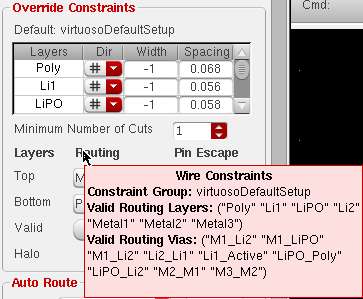 Cmd:
Override Constraints
Default: virtuosoDefaultSetup
Layers Dir Width Spacing
Poly # -1 0.068
Li1 # -1 0.056
LiPO # -1 0.058
Minimum Number of Cuts 1
Layers Routing Pin Escape
Top M
Bottom P
Valid
Halo
Auto Route
Wire Constraints
Constraint Group: virtuosoDefaultSetup
Valid Routing Layers: ("Poly" "Li1" "LiPO" "Li2"
"Metal1" "Metal2" "Metal3")
Valid Routing Vias: ("M1_Li2" "M1_LiPO"
"M1_Li2" "Li2_Li1" "Li1_Active" "LiPO_Poly"
"LiPO_Li2" "M2_M1" "M3_M2")